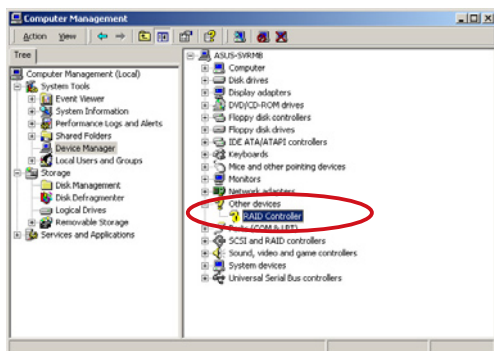 Computer Management
Action View
Tree
Computer Management (Local)
System Tools
Event Viewer
System Information
Performance Logs and Alerts
Shared Folders
Device Manager
Local Users and Groups
Storage
Disk Management
Disk Defragmenter
Logical Drives
Removable Storage
Services and Applications
ASUS-SVRMB
Computer
Disk drives
Display adapters
DVD/CD-ROM drives
Floppy disk controllers
Floppy disk drives
IDE ATA/ATAPI controllers
Keyboards
Mice and other pointing devices
Monitors
Network adapters
Other devices
RAID Controller
Ports (COM & LPT)
SCSI and RAID controllers
Sound, video and game controllers
System devices
Universal Serial Bus controllers